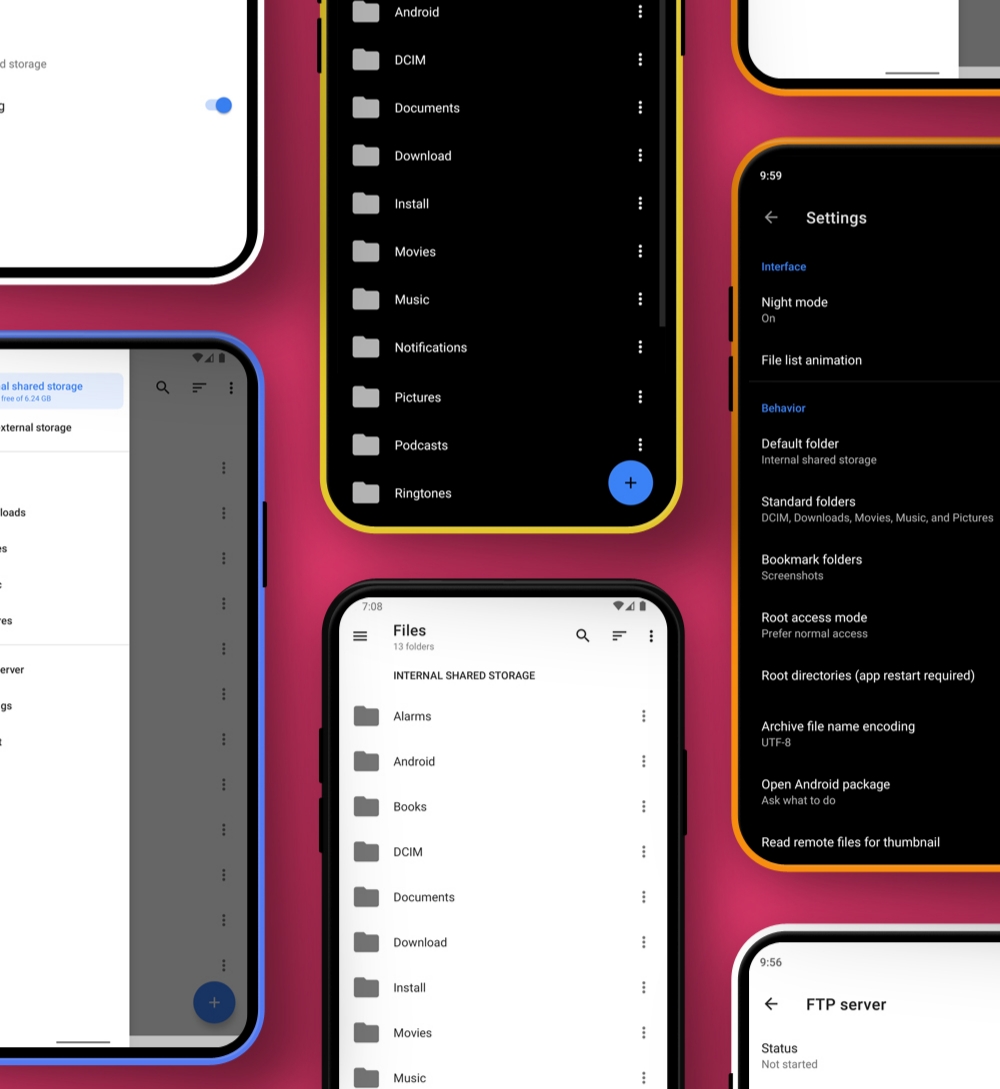 d storage
g
al shared storage
free of 6.24 GB
xternal storage
loads
es
c
res
erver
gs
t
Android
DCIM
Documents
Download
Install
Movies
Music
Notifications
Pictures
Podcasts
Ringtones
7:08
Files
13 folders
INTERNAL SHARED STORAGE
Alarms
Android
Books
DCIM
Documents
Download
Install
Movies
Music
9:59
Settings
Interface
Night mode
On
File list animation
Behavior
Default folder
Internal shared storage
Standard folders
DCIM, Downloads, Movies, Music, and Pictures
Bookmark folders
Screenshots
Root access mode
Prefer normal access
Root directories (app restart required)
Archive file name encoding
UTF-8
Open Android package
Ask what to do
Read remote files for thumbnail
9:56
FTP server
Status
Not started